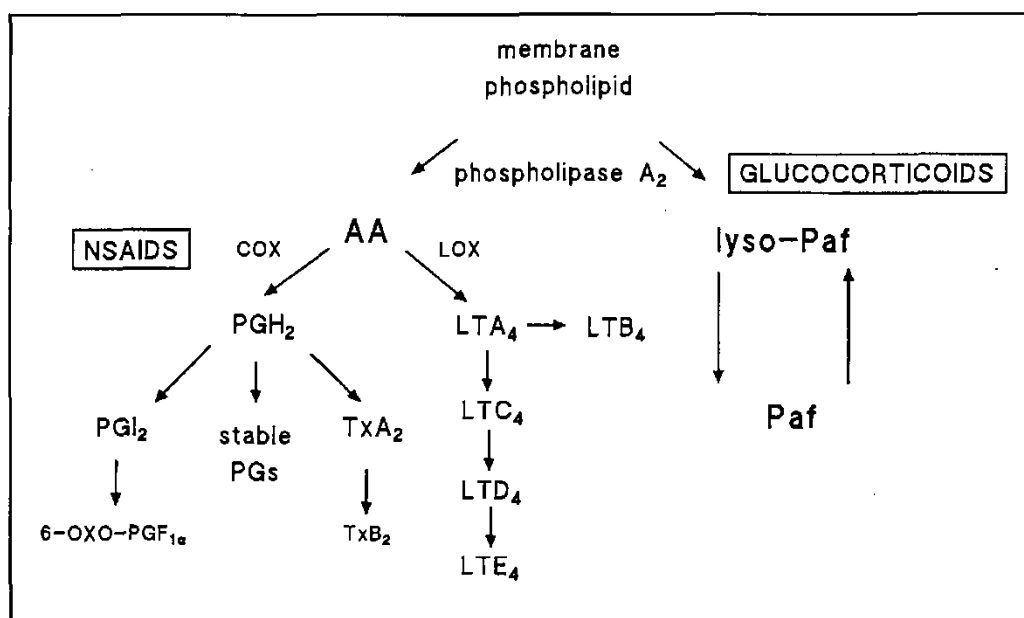 membrane
phospholipid
phospholipase A₂
GLUCOCORTICOIDS
NSAIDS
COX
AA
LOX
lyso-Paf
PGH₂
LTA₄
LTB₄
PGI₂
stable
PGs
TxA₂
LTC₄
Paf
LTD₄
6-OXO-PGF₁α
TxB₂
LTE₄